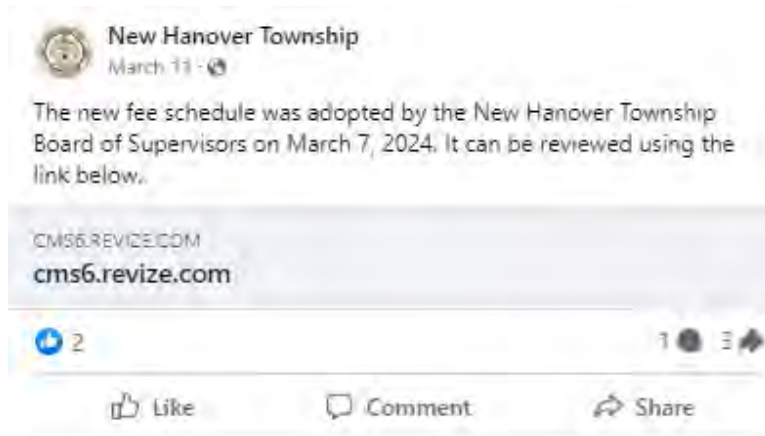 New Hanover Township
March 11
The new fee schedule was adopted by the New Hanover Township
Board of Supervisors on March 7, 2024. It can be reviewed using the
link below.
CMS6.REVIZE.COM
cms6.revize.com
2
1 3
Like Comment Share